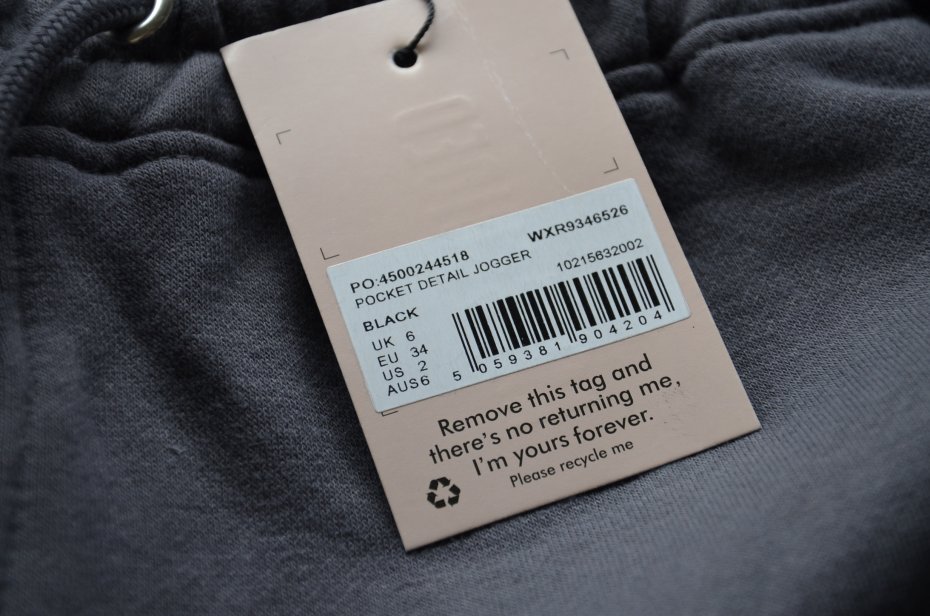 PO:4500244518 WXR9346526
POCKET DETAIL JOGGER 10215632002
BLACK
UK 6
EU 34
US 2
AUS6
5 059381 904204
Remove this tag and
there's no returning me,
I'm yours forever.
Please recycle me